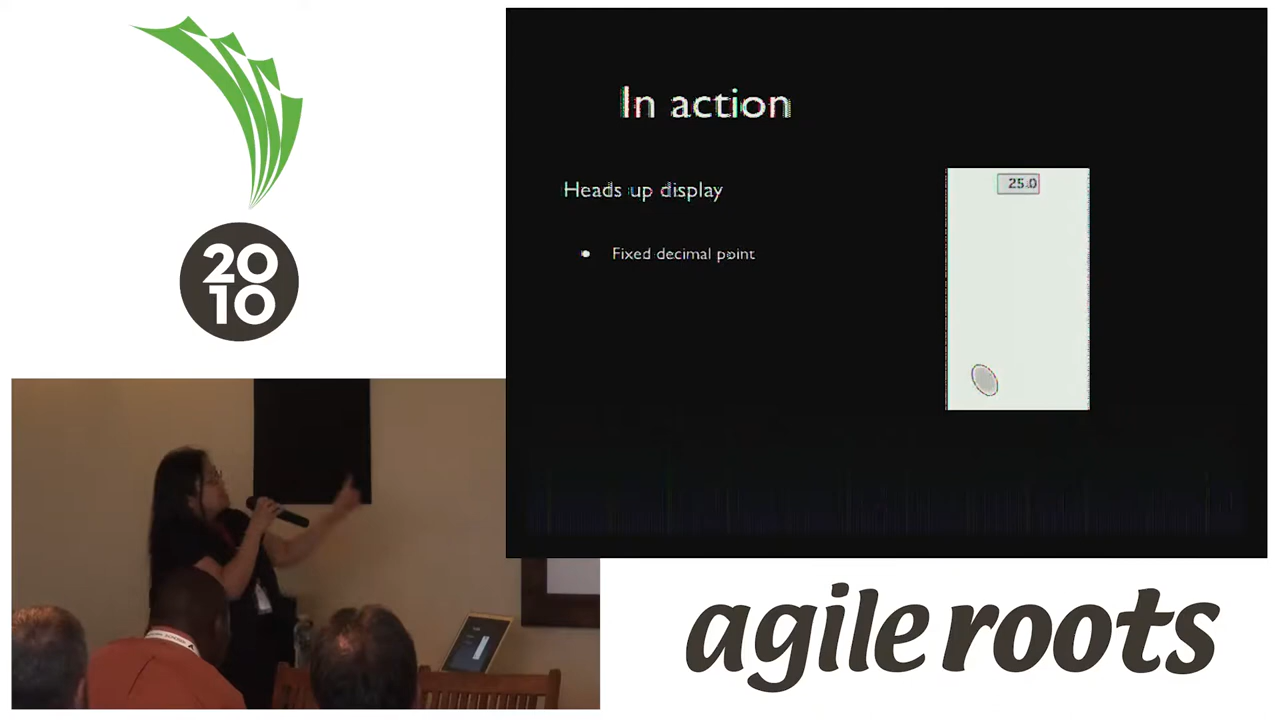 20
10
In action
Heads up display
• Fixed decimal point
25.0
agile roots